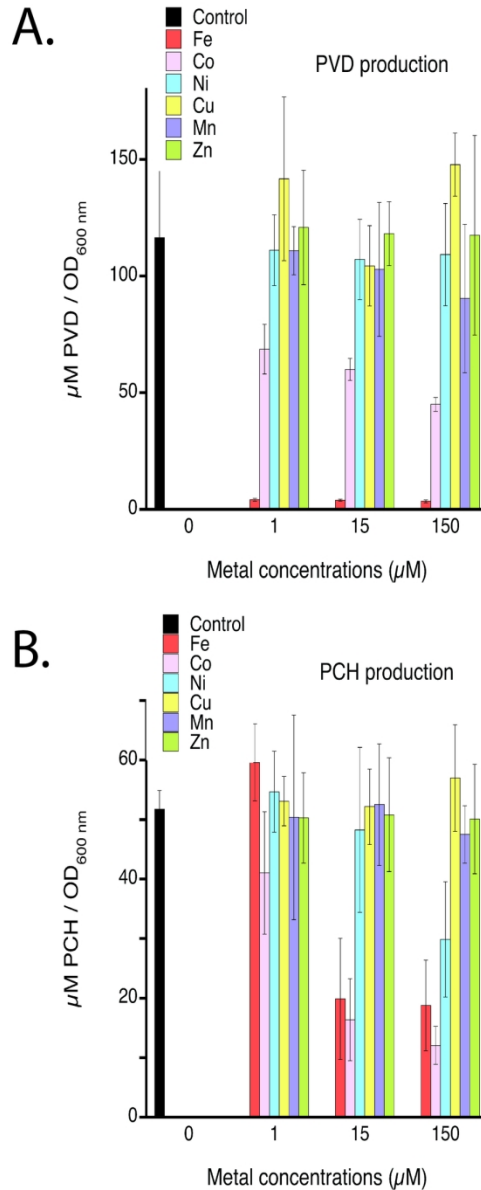 A.
Control
Fe
Co
Ni
Cu
Mn
Zn
PVD production
µM PVD / OD600 nm
150
100
50
0
0 1 15 150
Metal concentrations (µM)
B.
Control
Fe
Co
Ni
Cu
Mn
Zn
PCH production
µM PCH / OD600 nm
60
40
20
0
0 1 15 150
Metal concentrations (µM)